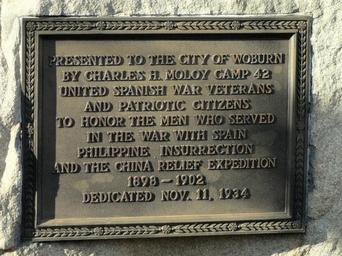 PRESENTED TO THE CITY OF WOBURN
BY CHARLES H. MOLOY CAMP 42
UNITED SPANISH WAR VETERANS
AND PATRIOTIC CITIZENS
TO HONOR THE MEN WHO SERVED
IN THE WAR WITH SPAIN
PHILIPPINE INSURRECTION
AND THE CHINA RELIEF EXPEDITION
1898 - 1902
DEDICATED NOV. 11, 1934